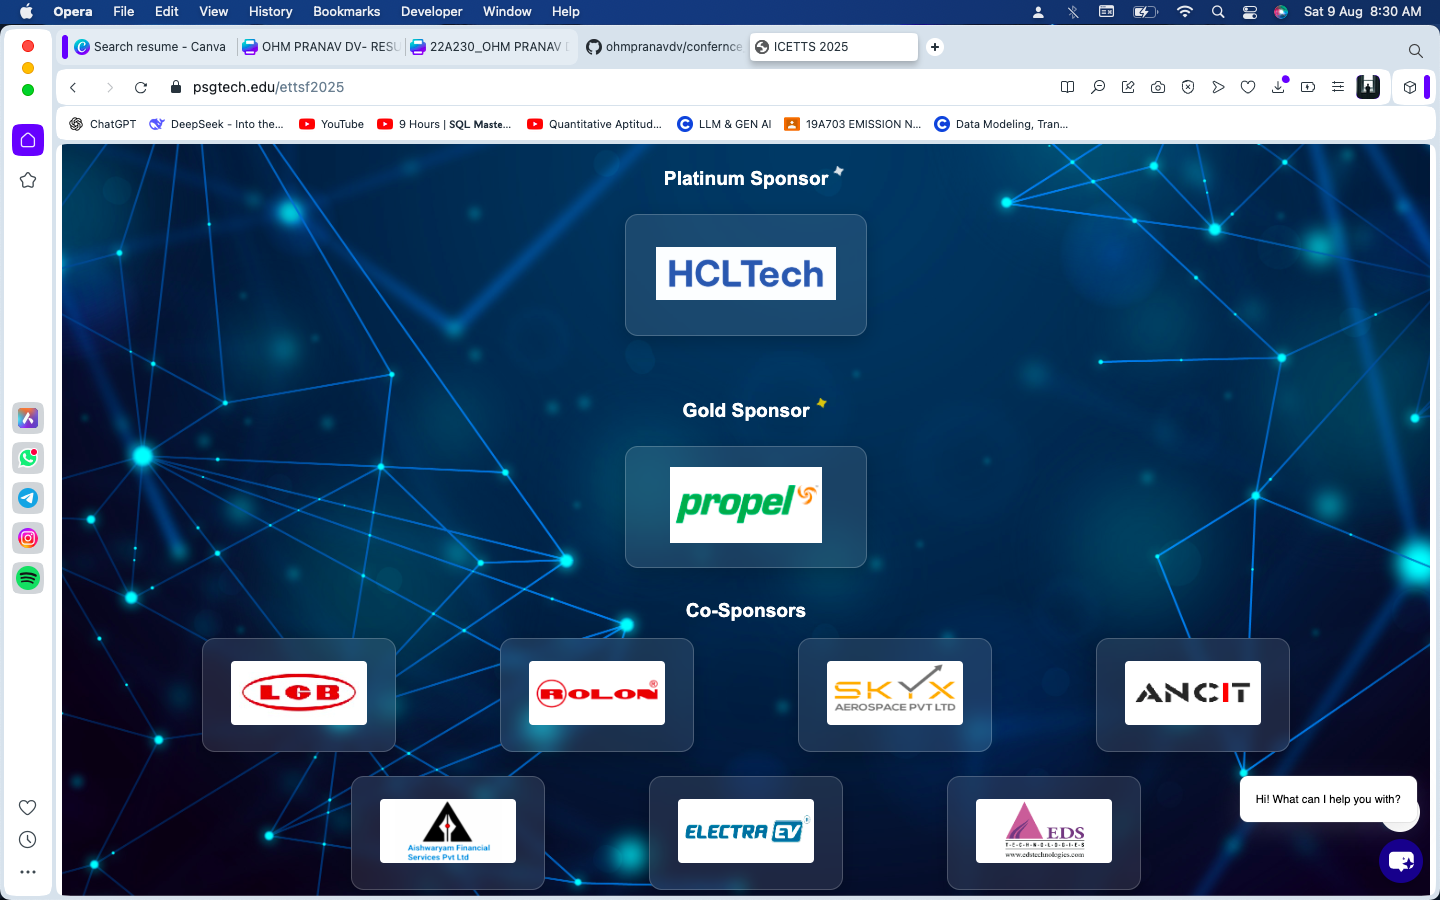 Opera File Edit View History Bookmarks Developer Window Help Sat 9 Aug 8:30 AM
Search resume - Canva OHM PRANAV DV- RESU 22A230_OHM PRANAV ohmpranavdv/confernce ICETTS 2025
psgtech.edu/ettsf2025
ChatGPT DeepSeek - Into the... YouTube 9 Hours | SQL Maste... Quantitative Aptitud... LLM & GEN AI 19A703 EMISSION N... Data Modeling, Tran...
Platinum Sponsor
HCLTech
Gold Sponsor
propel
Co-Sponsors
LGB
ROLON®
SKYX
AEROSPACE PVT LTD
ANCIT
Aishwaryam Financial
Services Pvt Ltd
ELECTRA EV
EDS
TECHNOLOGIES
www.edstechnologies.com
Hi! What can I help you with?